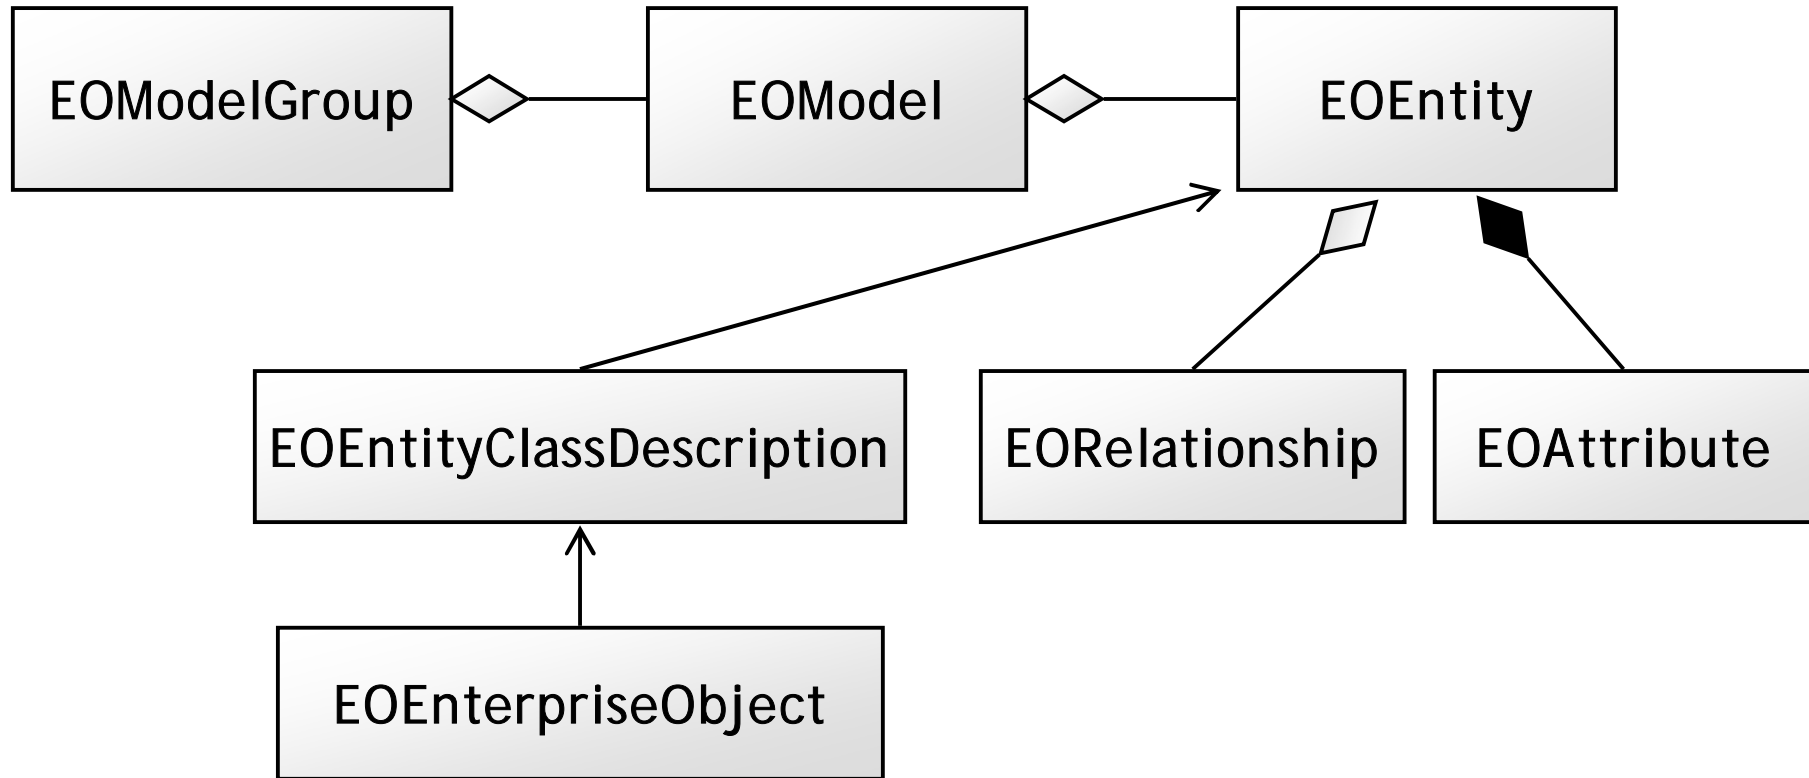 EOModelGroup
EOModel
EOEntity
EOEntityClassDescription
EORelationship
EOAttribute
EOEnterpriseObject